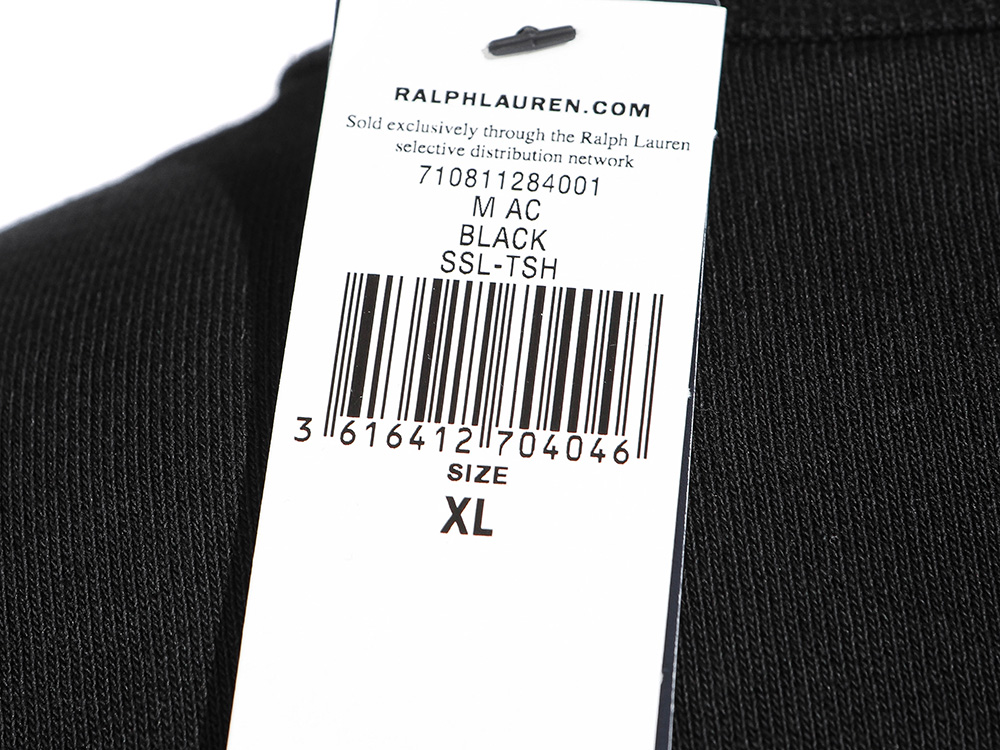 RALPHLAUREN.COM
Sold exclusively through the Ralph Lauren
selective distribution network
710811284001
M AC
BLACK
SSL-TSH
3 616412 704046
SIZE
XL